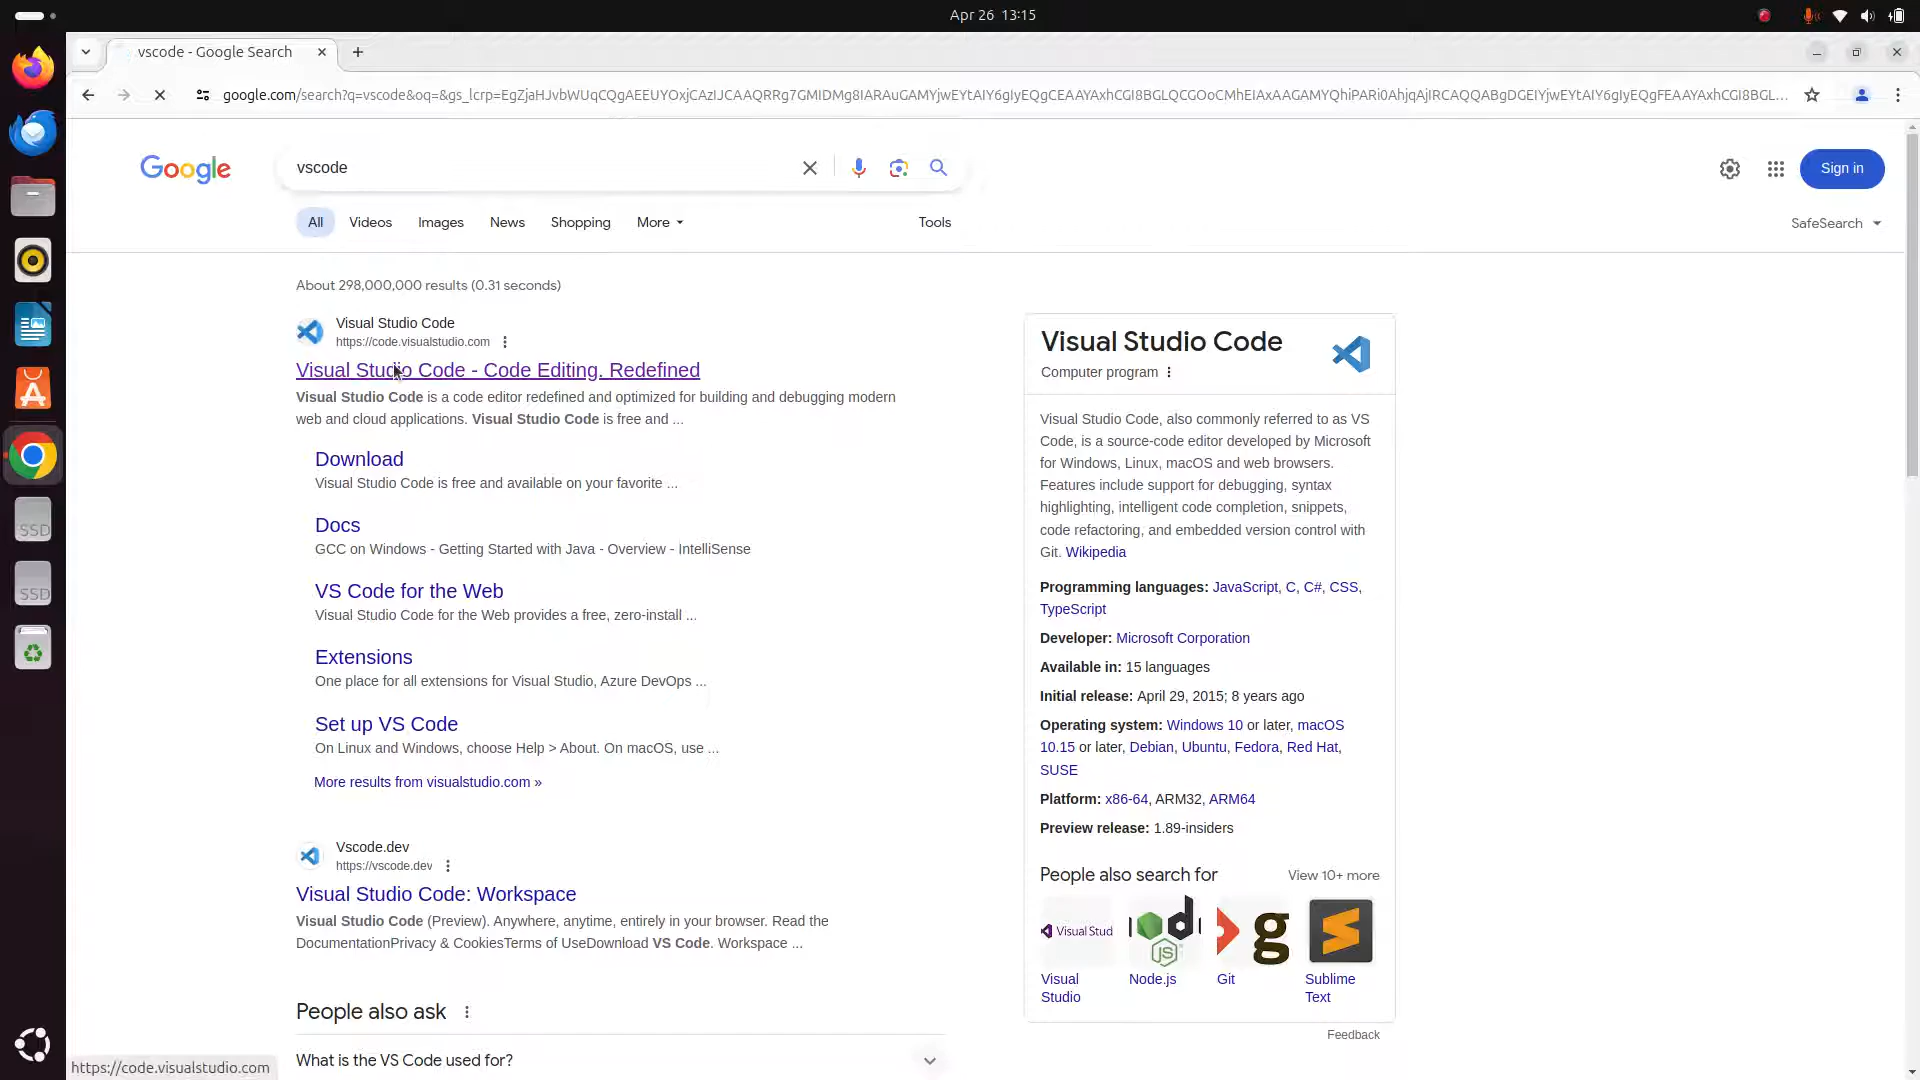 Apr 26 13:15
vscode - Google Search
google.com/search?q=vscode&oq=&gs_lcrp=EgZjaHJvbWUqCQgAEEUYOxjCAzIJCAAQRRg7GMIDMg8IARAuGAMYjwEYtAIY6gIyEQgCEAAYAxhCGI8BGLQCGOoCMhEIAxAAGAMYQhiPARi0AhjqAjIRCAQQABgDGEIYjwEYtAIY6gIyEQgFEAAYAxhCGI8BGL...
Google
vscode
Sign in
All Videos Images News Shopping More Tools SafeSearch
About 298,000,000 results (0.31 seconds)
Visual Studio Code
https://code.visualstudio.com
Visual Studio Code - Code Editing. Redefined
Visual Studio Code is a code editor redefined and optimized for building and debugging modern
web and cloud applications. Visual Studio Code is free and ...
Download
Visual Studio Code is free and available on your favorite ...
Docs
GCC on Windows - Getting Started with Java - Overview - IntelliSense
VS Code for the Web
Visual Studio Code for the Web provides a free, zero-install ...
Extensions
One place for all extensions for Visual Studio, Azure DevOps ...
Set up VS Code
On Linux and Windows, choose Help > About. On macOS, use ...
More results from visualstudio.com »
Vscode.dev
https://vscode.dev
Visual Studio Code: Workspace
Visual Studio Code (Preview). Anywhere, anytime, entirely in your browser. Read the
DocumentationPrivacy & CookiesTerms of UseDownload VS Code. Workspace ...
People also ask
What is the VS Code used for?
Visual Studio Code
Computer program
Visual Studio Code, also commonly referred to as VS
Code, is a source-code editor developed by Microsoft
for Windows, Linux, macOS and web browsers.
Features include support for debugging, syntax
highlighting, intelligent code completion, snippets,
code refactoring, and embedded version control with
Git. Wikipedia
Programming languages: JavaScript, C, C#, CSS,
TypeScript
Developer: Microsoft Corporation
Available in: 15 languages
Initial release: April 29, 2015; 8 years ago
Operating system: Windows 10 or later, macOS
10.15 or later, Debian, Ubuntu, Fedora, Red Hat,
SUSE
Platform: x86-64, ARM32, ARM64
Preview release: 1.89-insiders
People also search for
View 10+ more
Visual Stud
JS
g
Visual
Studio
Node.js
Git
Sublime
Text
Feedback
SSD
SSD
https://code.visualstudio.com